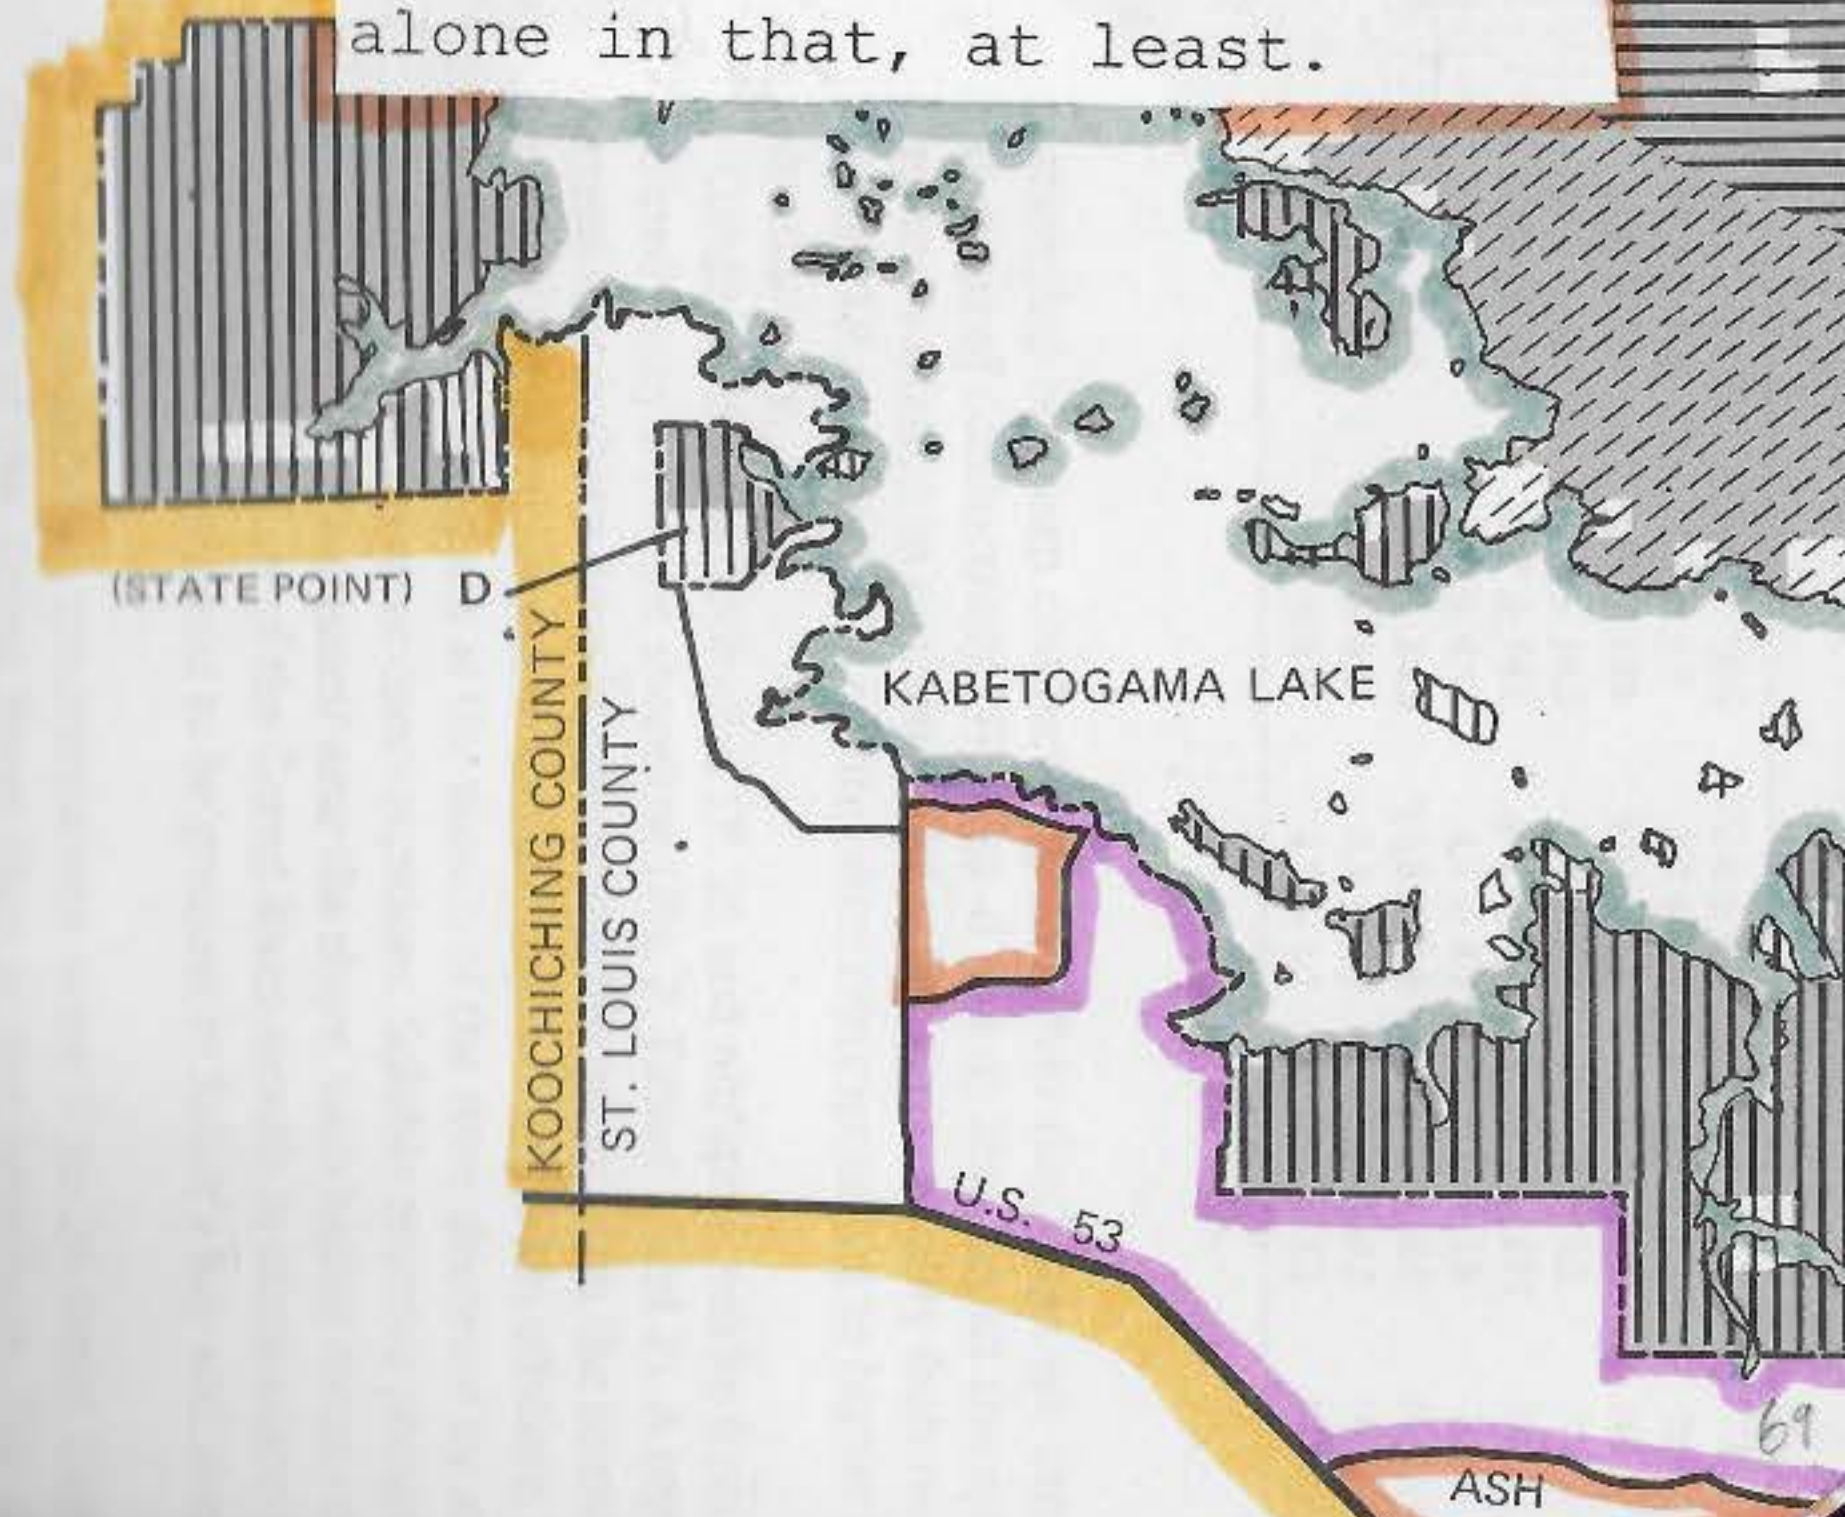 alone in that, at least.
(STATE POINT) D
KOOCHICHING COUNTY
ST. LOUIS COUNTY
KABETOGAMA LAKE
U.S. 53
69
ASH